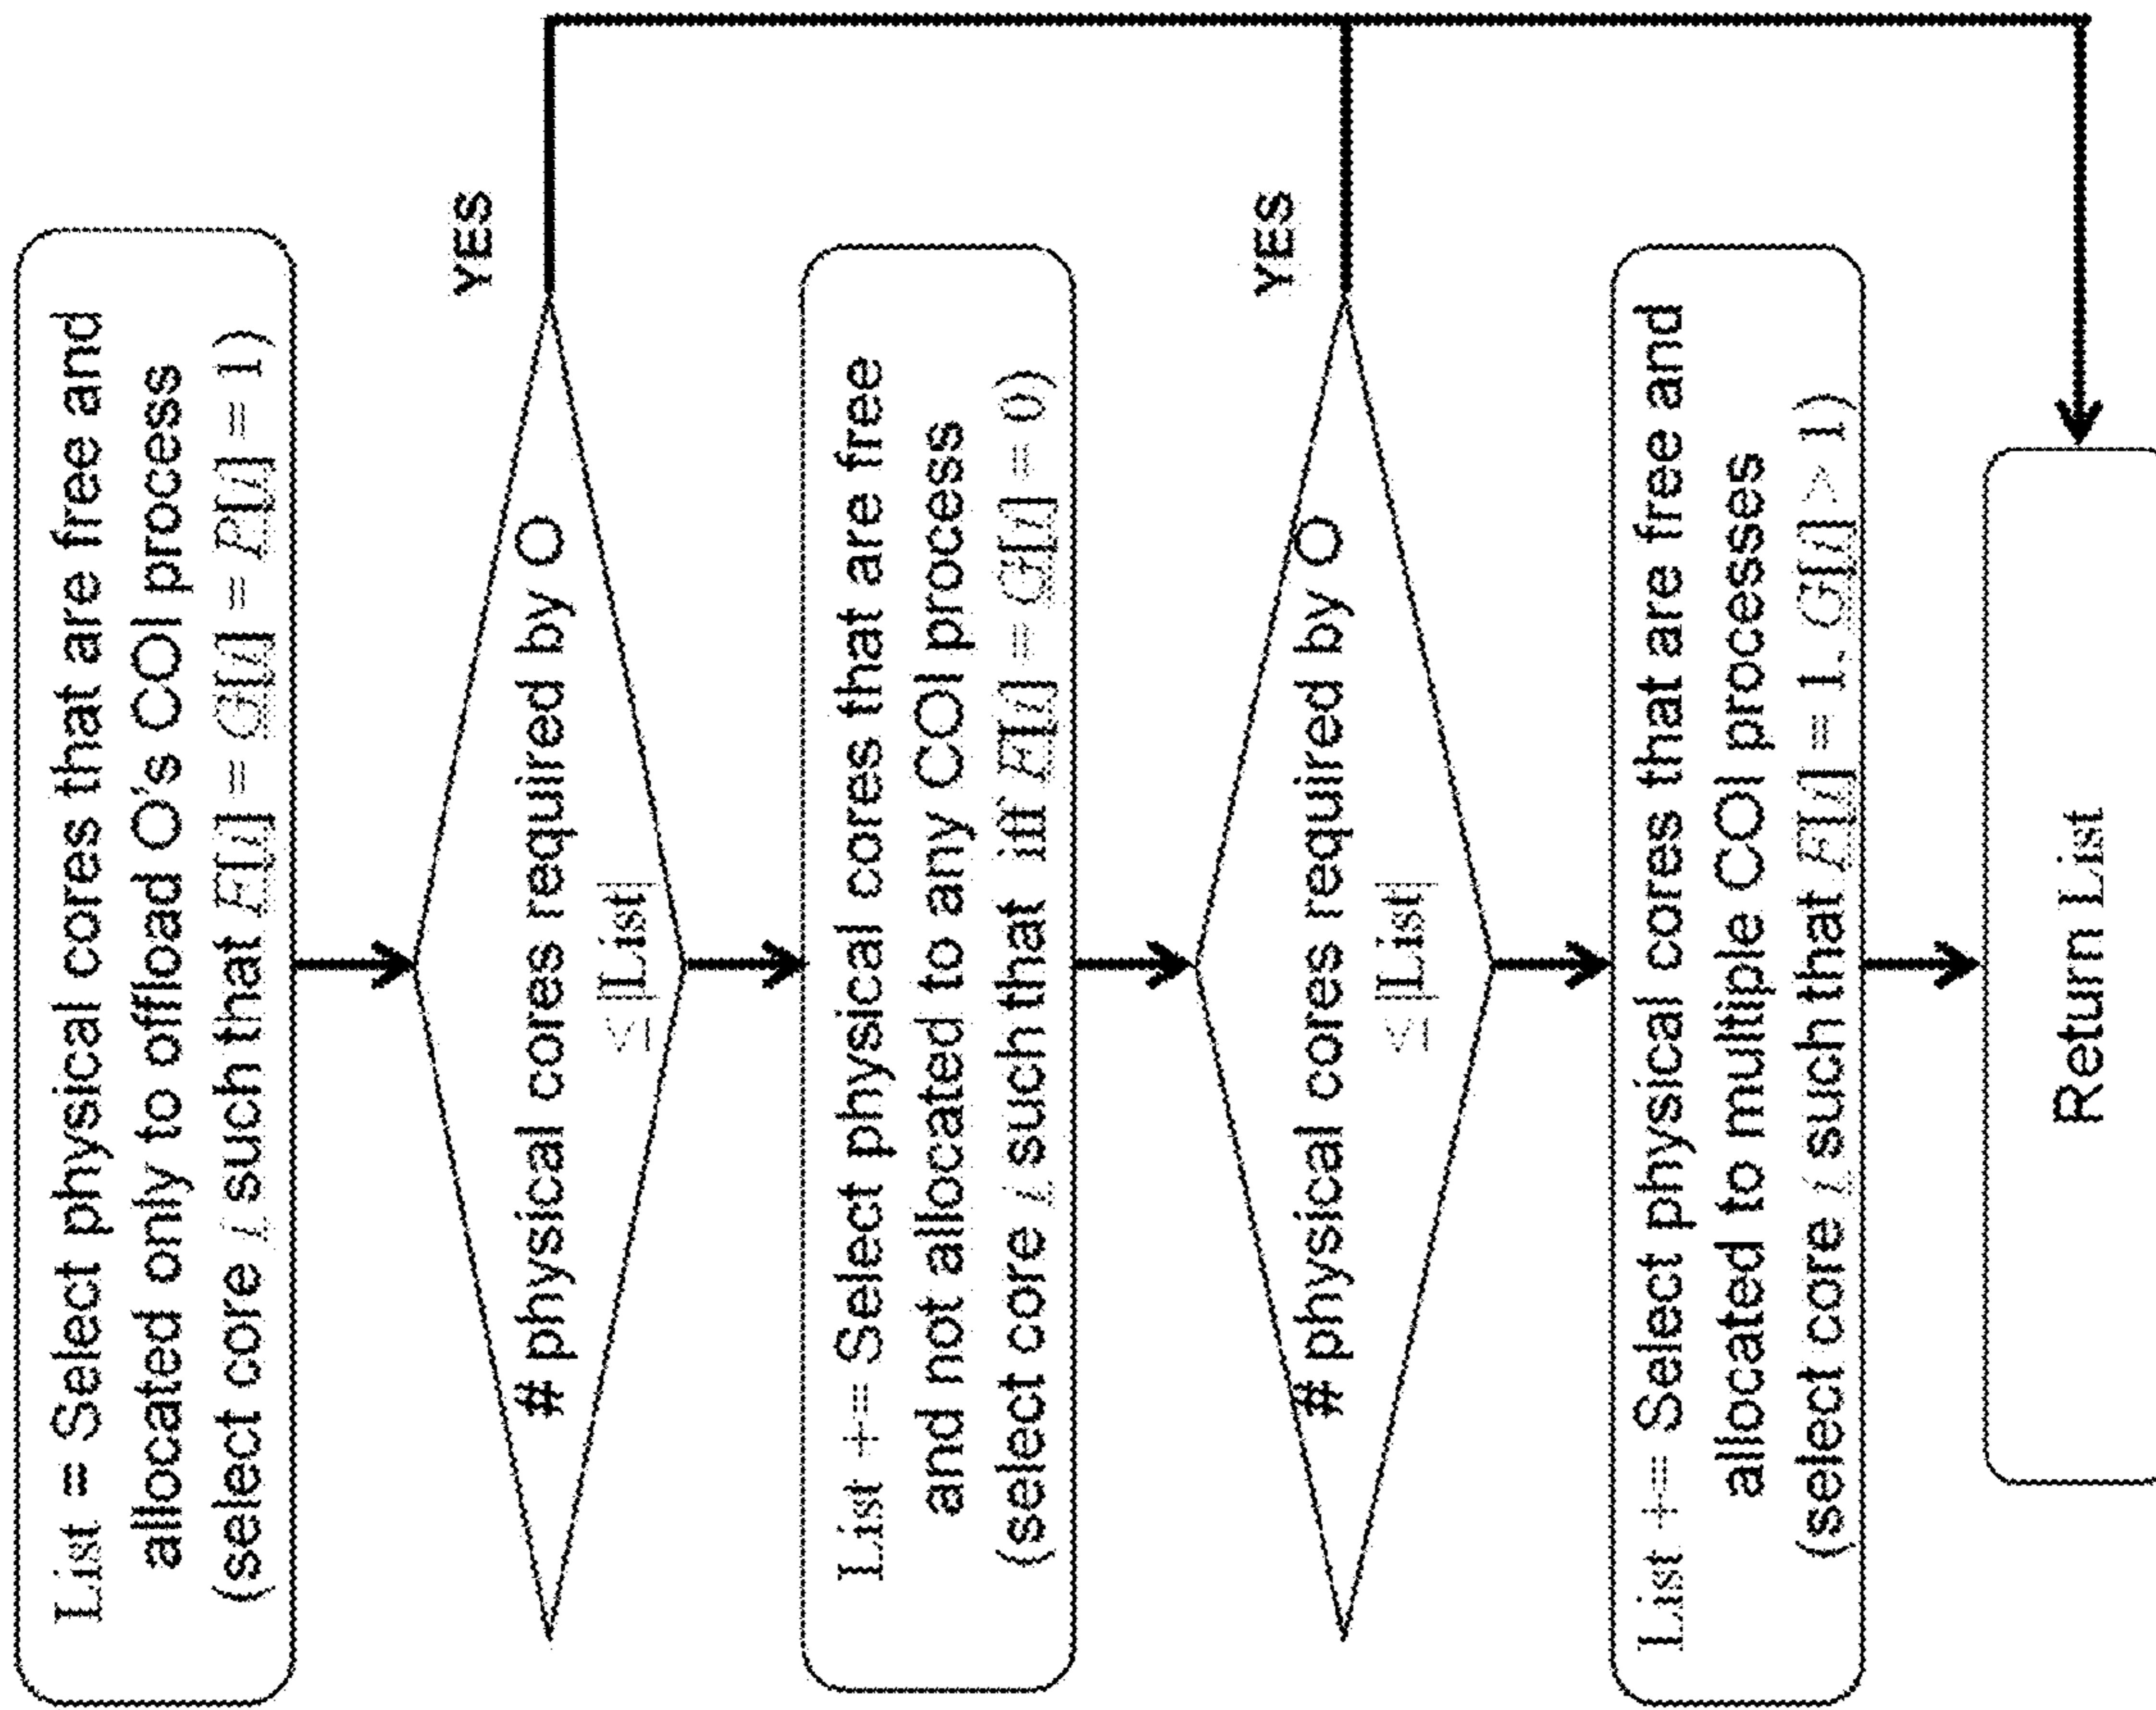 List = Select physical cores that are free and
allocated only to offload O's COI process
(select core i such that F[i] = G[i] = P[i] = 1)
# physical cores required by O
≤ |List|
YES
List += Select physical cores that are free
and not allocated to any COI process
(select core i such that iff F[i] = G[i] = 0)
# physical cores required by O
≤ |List|
YES
List += Select physical cores that are free and
allocated to multiple COI processes
(select core i such that F[i] = 1, G[i] > 1)
Return List